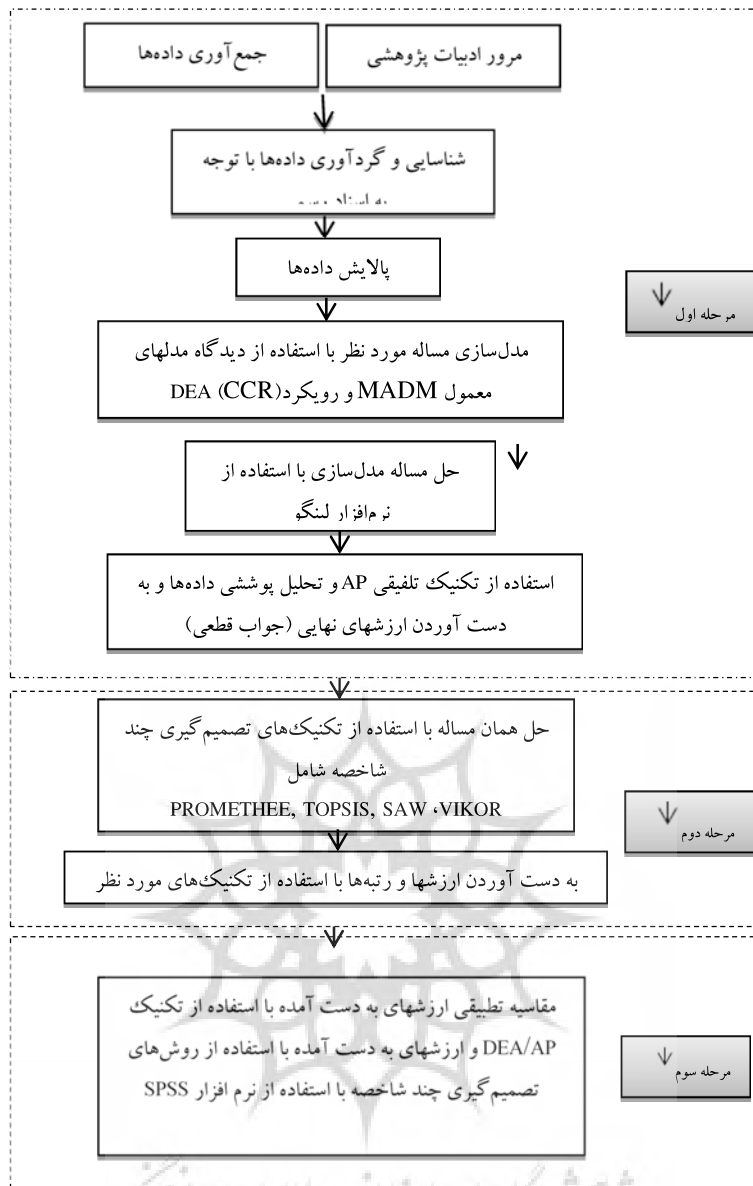 مرور ادبیات پژوهشی
جمع‌آوری داده‌ها
شناسایی و گردآوری داده‌ها با توجه
به اسناد رسمی
پالایش داده‌ها
مرحله اول
مدل‌سازی مساله مورد نظر با استفاده از دیدگاه مدلهای
معمول MADM و رویکرد DEA (CCR)
حل مساله مدل‌سازی با استفاده از
نرم‌افزار لینگو
استفاده از تکنیک تلفیقی AP و تحلیل پوششی داده‌ها و به
دست آوردن ارزشهای نهایی (جواب قطعی)
حل همان مساله با استفاده از تکنیک‌های تصمیم‌گیری چند
شاخصه شامل
PROMETHEE, TOPSIS, SAW ،VIKOR
مرحله دوم
به دست آوردن ارزشها و رتبه‌ها با استفاده از تکنیک‌های مورد نظر
مقاسیه تطبیقی ارزشهای به دست آمده با استفاده از تکنیک
DEA/AP و ارزشهای به دست آمده با استفاده از روش‌های
تصمیم‌گیری چند شاخصه با استفاده از نرم افزار SPSS
مرحله سوم